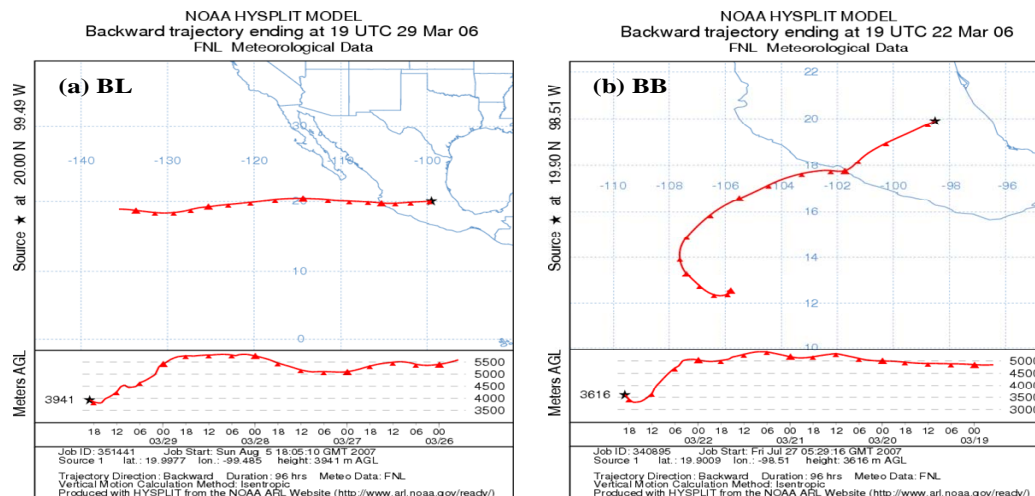 NOAA HYSPLIT MODEL
Backward trajectory ending at 19 UTC 29 Mar 06
FNL Meteorological Data
(a) BL
Source ★ at 20.00 N 99.49 W
30
-140
-120
-100
20
10
0
Meters AGL
3941
5500
5000
4500
4000
3500
18 12 06 00 18 12 06 00 18 12 06 00 18 12 06 00
03/29 03/28 03/27 03/26
Job ID: 351441 Job Start: Sun Aug 5 18:05:10 GMT 2007
Source 1 lat.: 19.9977 lon.: -99.485 height: 3941 m AGL
Trajectory Direction: Backward Duration: 96 hrs Meteo Data: FNL
Vertical Motion Calculation Method: Isentropic
Produced with HYSPLIT from the NOAA ARL Website (http://www.arl.noaa.gov/ready/)
NOAA HYSPLIT MODEL
Backward trajectory ending at 19 UTC 22 Mar 06
FNL Meteorological Data
(b) BB
Source ★ at 19.90 N 98.51 W
22
20
18
-110 -108 -106 -104 -102 -100 -98 -96
16
14
12
10
Meters AGL
3616
5000
4500
4000
3500
3000
18 12 06 00 18 12 06 00 18 12 06 00 18 12 06 00
03/22 03/21 03/20 03/19
Job ID: 340895 Job Start: Fri Jul 27 05:29:16 GMT 2007
Source 1 lat.: 19.9009 lon.: -98.51 height: 3616 m AGL
Trajectory Direction: Backward Duration: 96 hrs Meteo Data: FNL
Vertical Motion Calculation Method: Isentropic
Produced with HYSPLIT from the NOAA ARL Website (http://www.arl.noaa.gov/ready/)